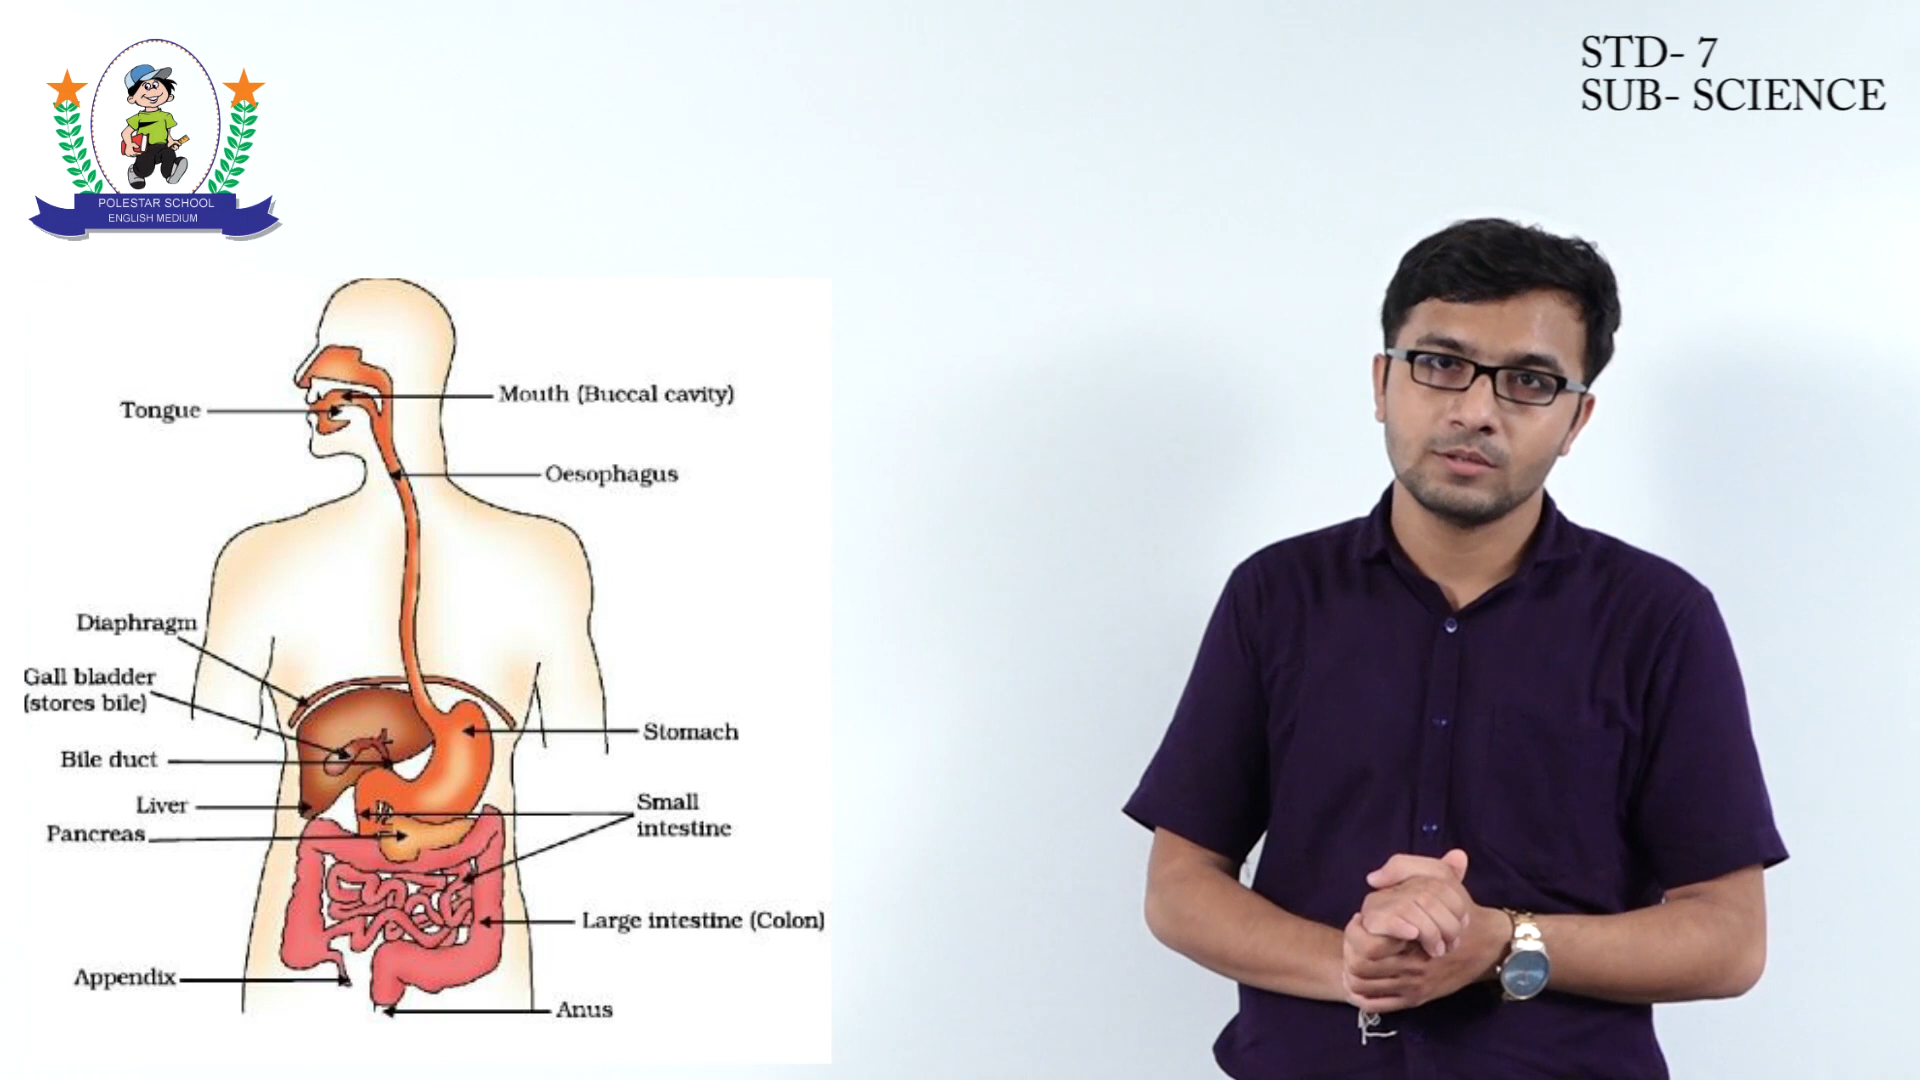 STD- 7
SUB- SCIENCE
POLESTAR SCHOOL
ENGLISH MEDIUM
Mouth (Buccal cavity)
Tongue
Oesophagus
Diaphragm
Gall bladder
(stores bile)
Stomach
Bile duct
Liver
Small
intestine
Pancreas
Large intestine (Colon)
Appendix
Anus